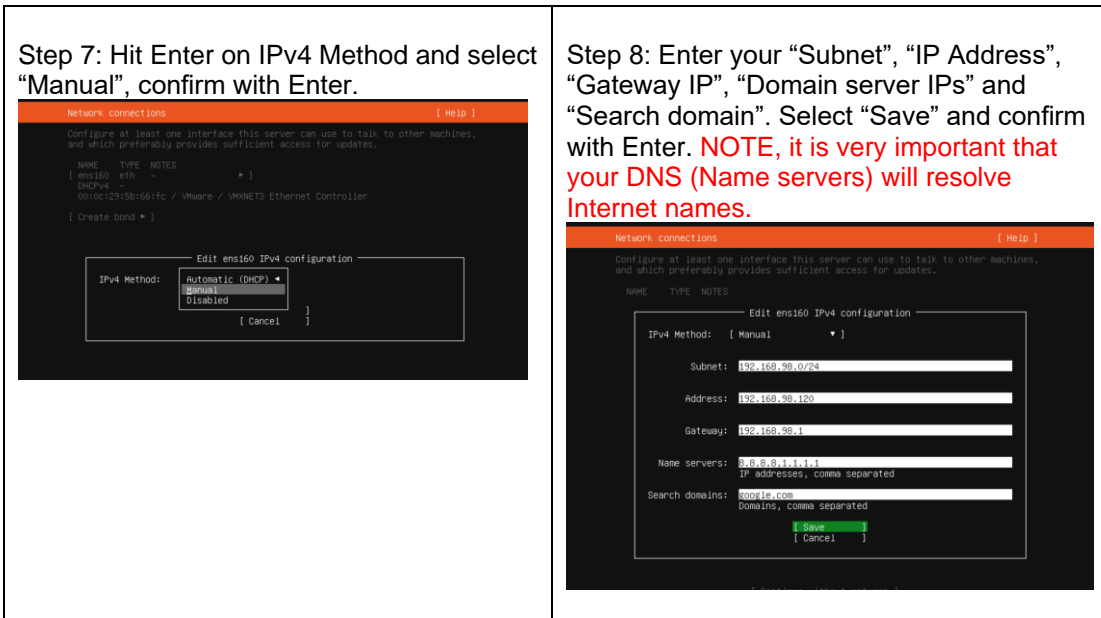 Step 7: Hit Enter on IPv4 Method and select
“Manual”, confirm with Enter.
Network connections [ Help ]
Configure at least one interface this server can use to talk to other machines,
and which preferably provides sufficient access for updates.
NAME TYPE NOTES
[ ens160 eth - ▸ ]
DHCPv4 -
00:0c:29:5b:66:fc / VMware / VMXNET3 Ethernet Controller
[ Create bond ▸ ]
Edit ens160 IPv4 configuration
IPv4 Method: Automatic (DHCP) ◂
Manual
Disabled
]
[ Cancel ]
Step 8: Enter your “Subnet”, “IP Address”,
“Gateway IP”, “Domain server IPs” and
“Search domain”. Select “Save” and confirm
with Enter. NOTE, it is very important that
your DNS (Name servers) will resolve
Internet names.
Network connections [ Help ]
Configure at least one interface this server can use to talk to other machines,
and which preferably provides sufficient access for updates.
NAME TYPE NOTES
Edit ens160 IPv4 configuration
IPv4 Method: [ Manual ▾ ]
Subnet: 192.168.98.0/24
Address: 192.168.98.120
Gateway: 192.168.98.1
Name servers: 8.8.8.8,1.1.1.1
IP addresses, comma separated
Search domains: google.com
Domains, comma separated
[ Save ]
[ Cancel ]